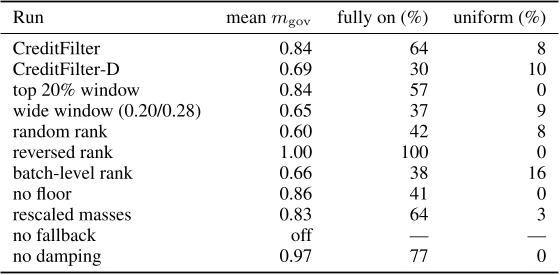 Run mean m_gov fully on (%) uniform (%)
CreditFilter 0.84 64 8
CreditFilter-D 0.69 30 10
top 20% window 0.84 57 0
wide window (0.20/0.28) 0.65 37 9
random rank 0.60 42 8
reversed rank 1.00 100 0
batch-level rank 0.66 38 16
no floor 0.86 41 0
rescaled masses 0.83 64 3
no fallback off — —
no damping 0.97 77 0